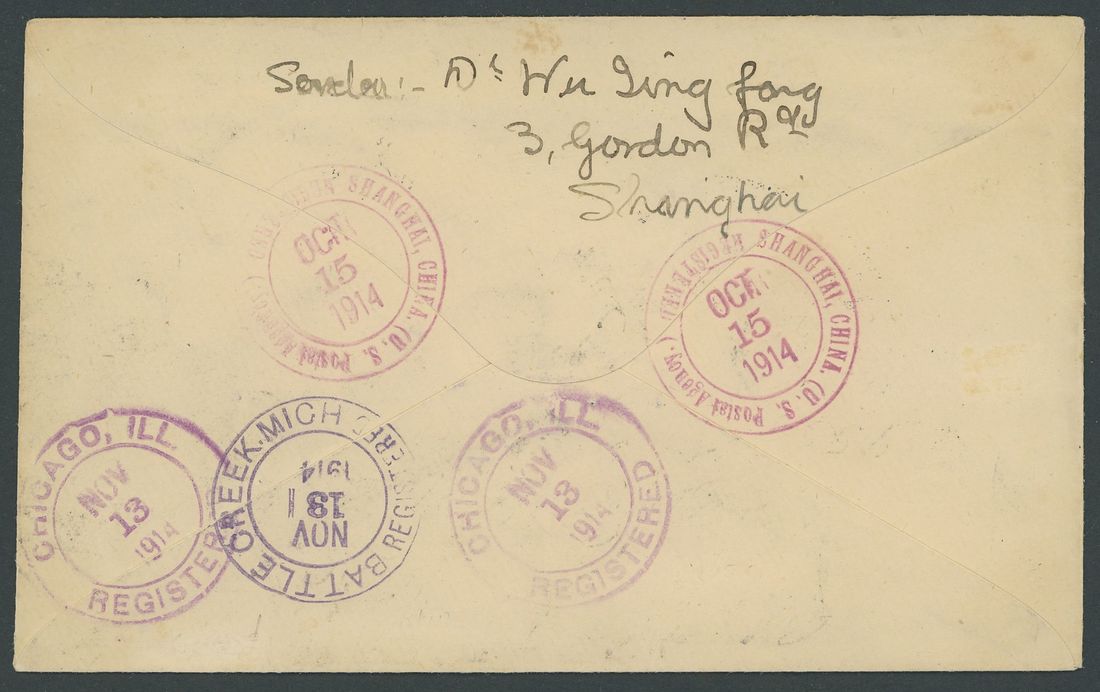 Sender:- Dr Wu Ting fang
3, Gordon Rd
Shanghai
SHANGHAI, CHINA. (U. S. Postal Agency.)
OCT
15
1914
REGISTERED SHANGHAI, CHINA. (U. S. Postal Agency.)
OCT
15
1914
CHICAGO, ILL.
NOV
13
1914
REGISTERED
BATTLE CREEK, MICH
REGISTERED
NOV
13
1914
CHICAGO, ILL.
NOV
13
1914
REGISTERED